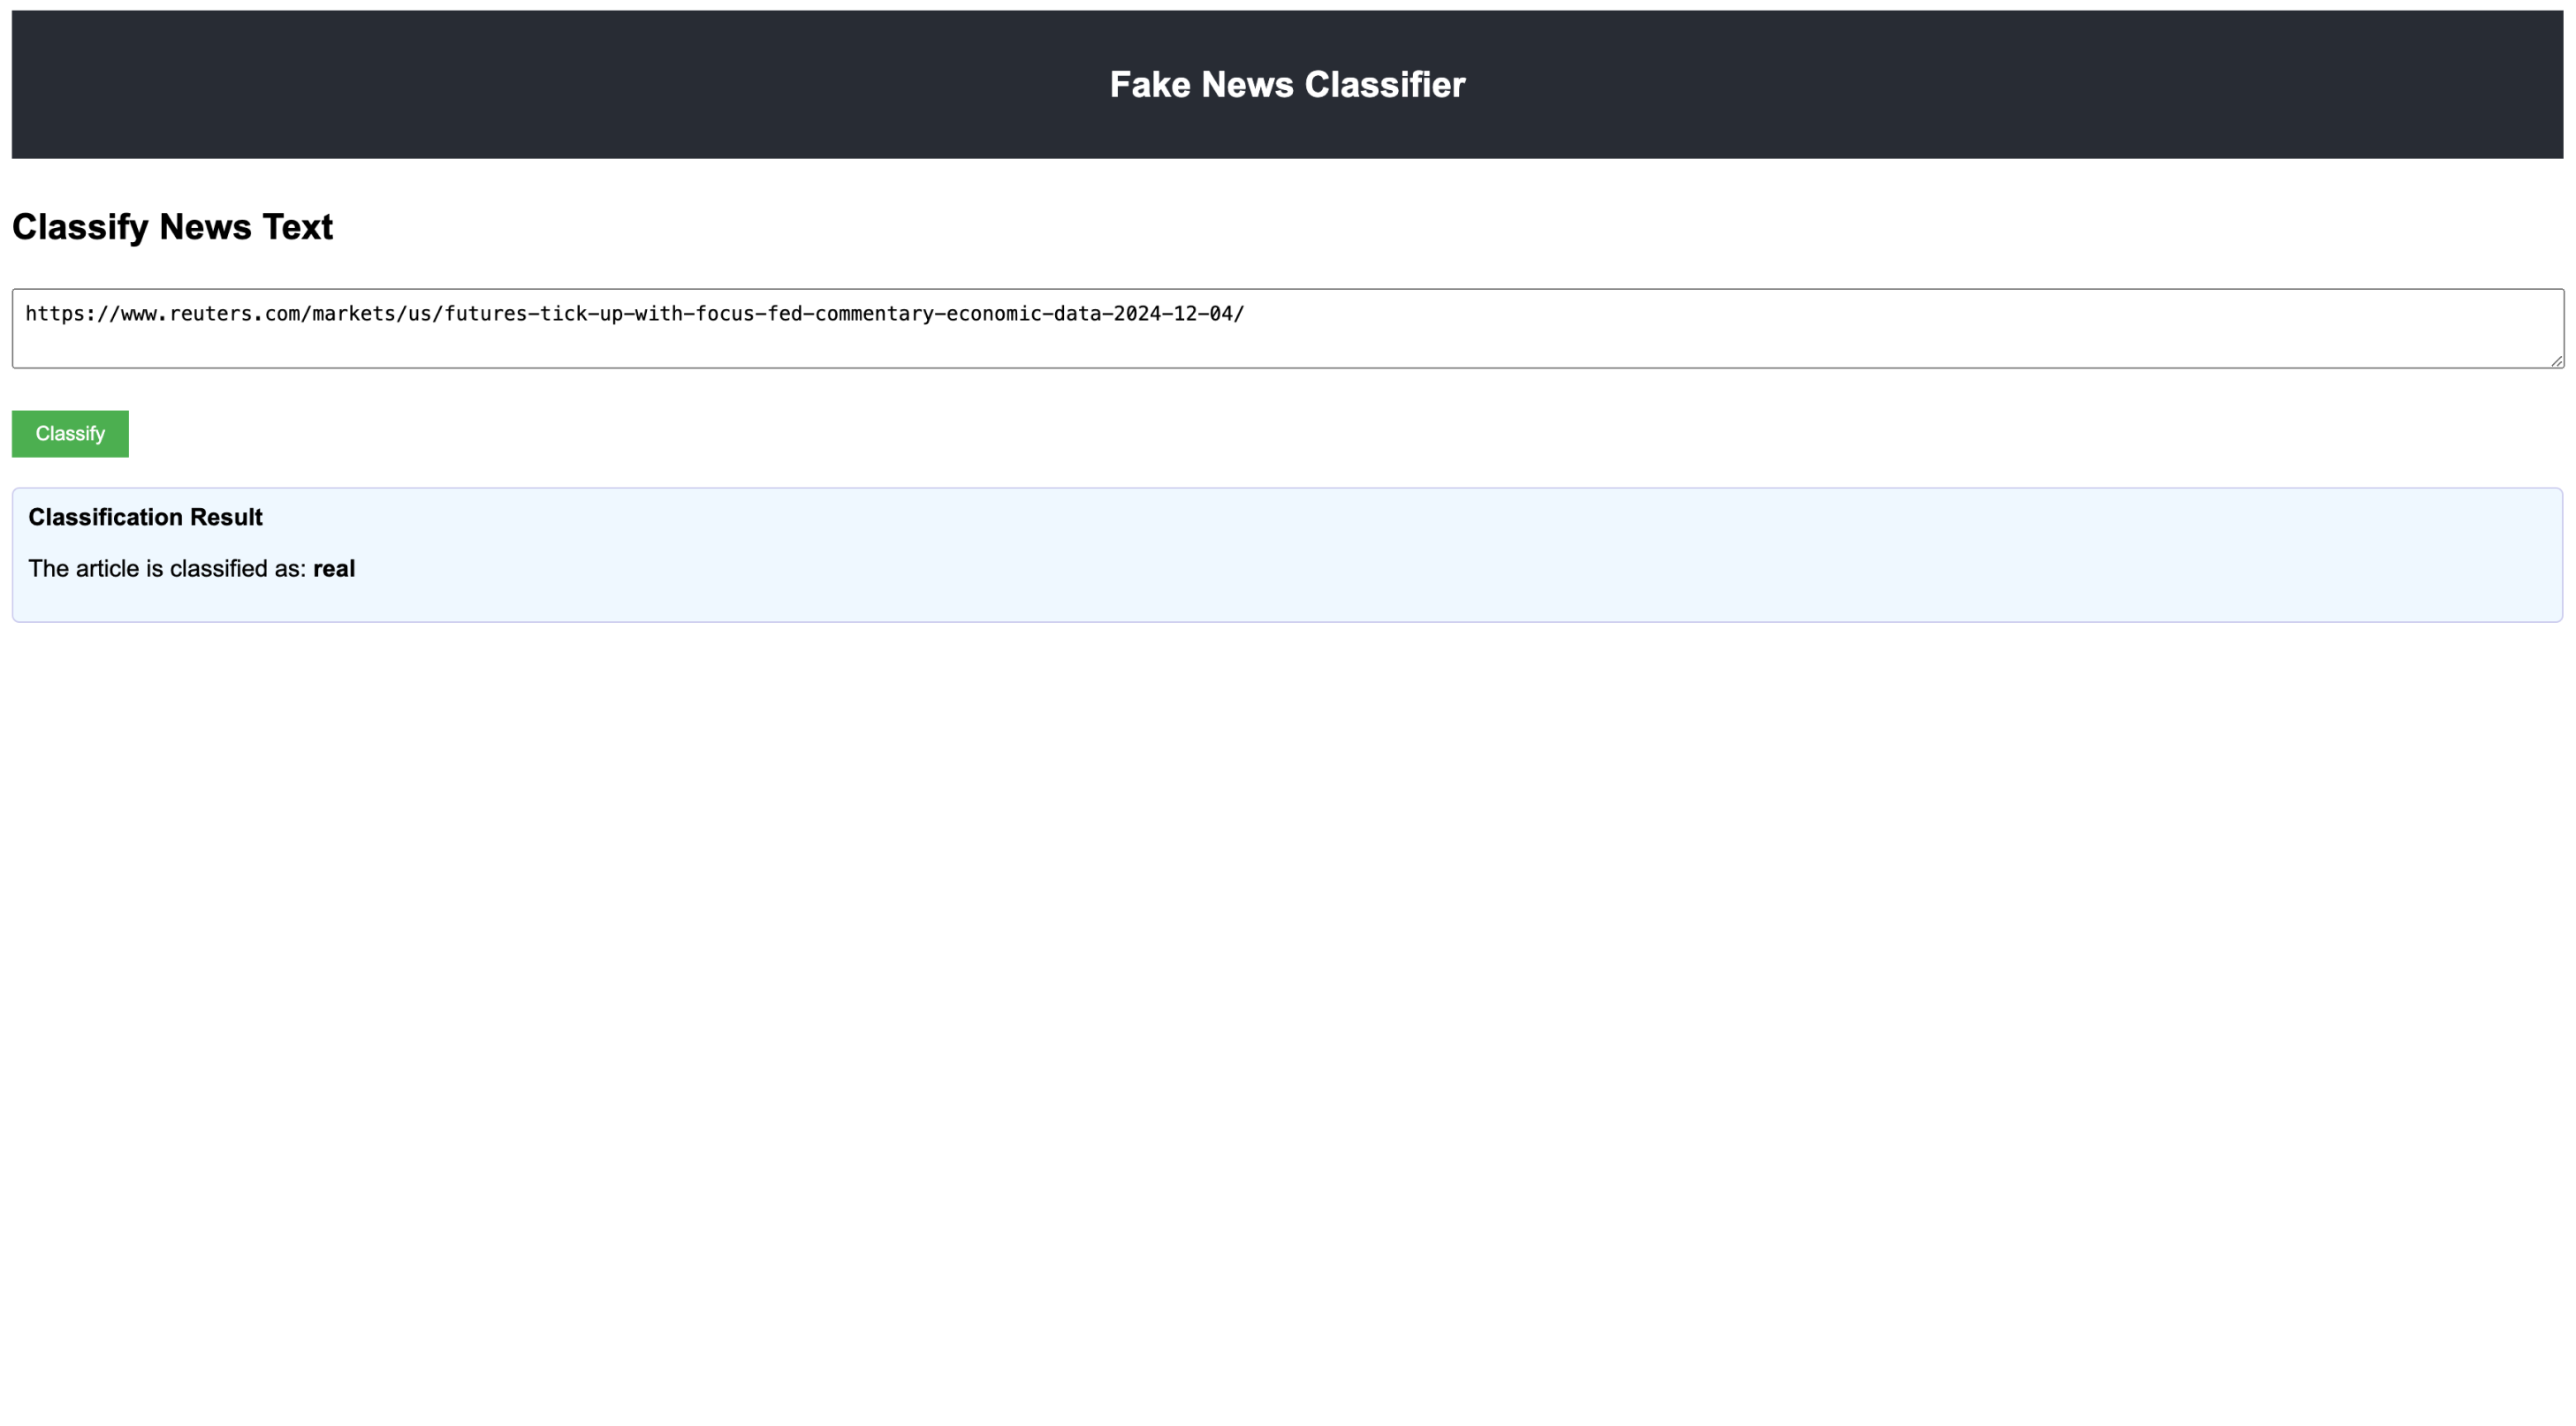 Fake News Classifier
Classify News Text
https://www.reuters.com/markets/us/futures-tick-up-with-focus-fed-commentary-economic-data-2024-12-04/
Classify
Classification Result
The article is classified as: real